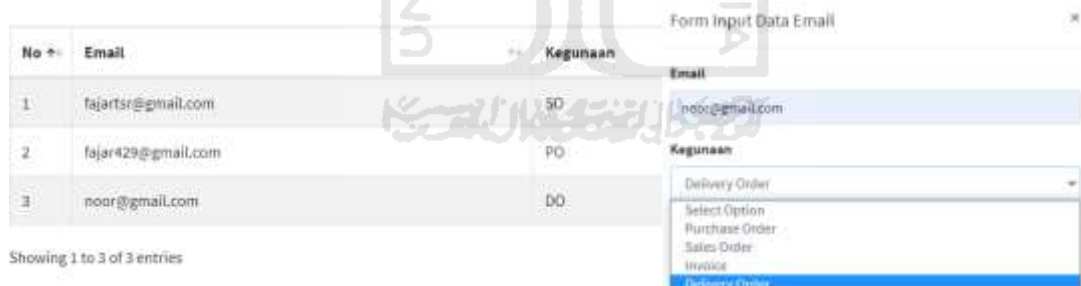 No Email Kegunaan
1 fajartsr@gmail.com SO
2 fajar429@gmail.com PO
3 noor@gmail.com DO
Showing 1 to 3 of 3 entries
Form Input Data Email ×
Email
noor@gmail.com
Kegunaan
Delivery Order
Select Option
Purchase Order
Sales Order
Invoice
Delivery Order